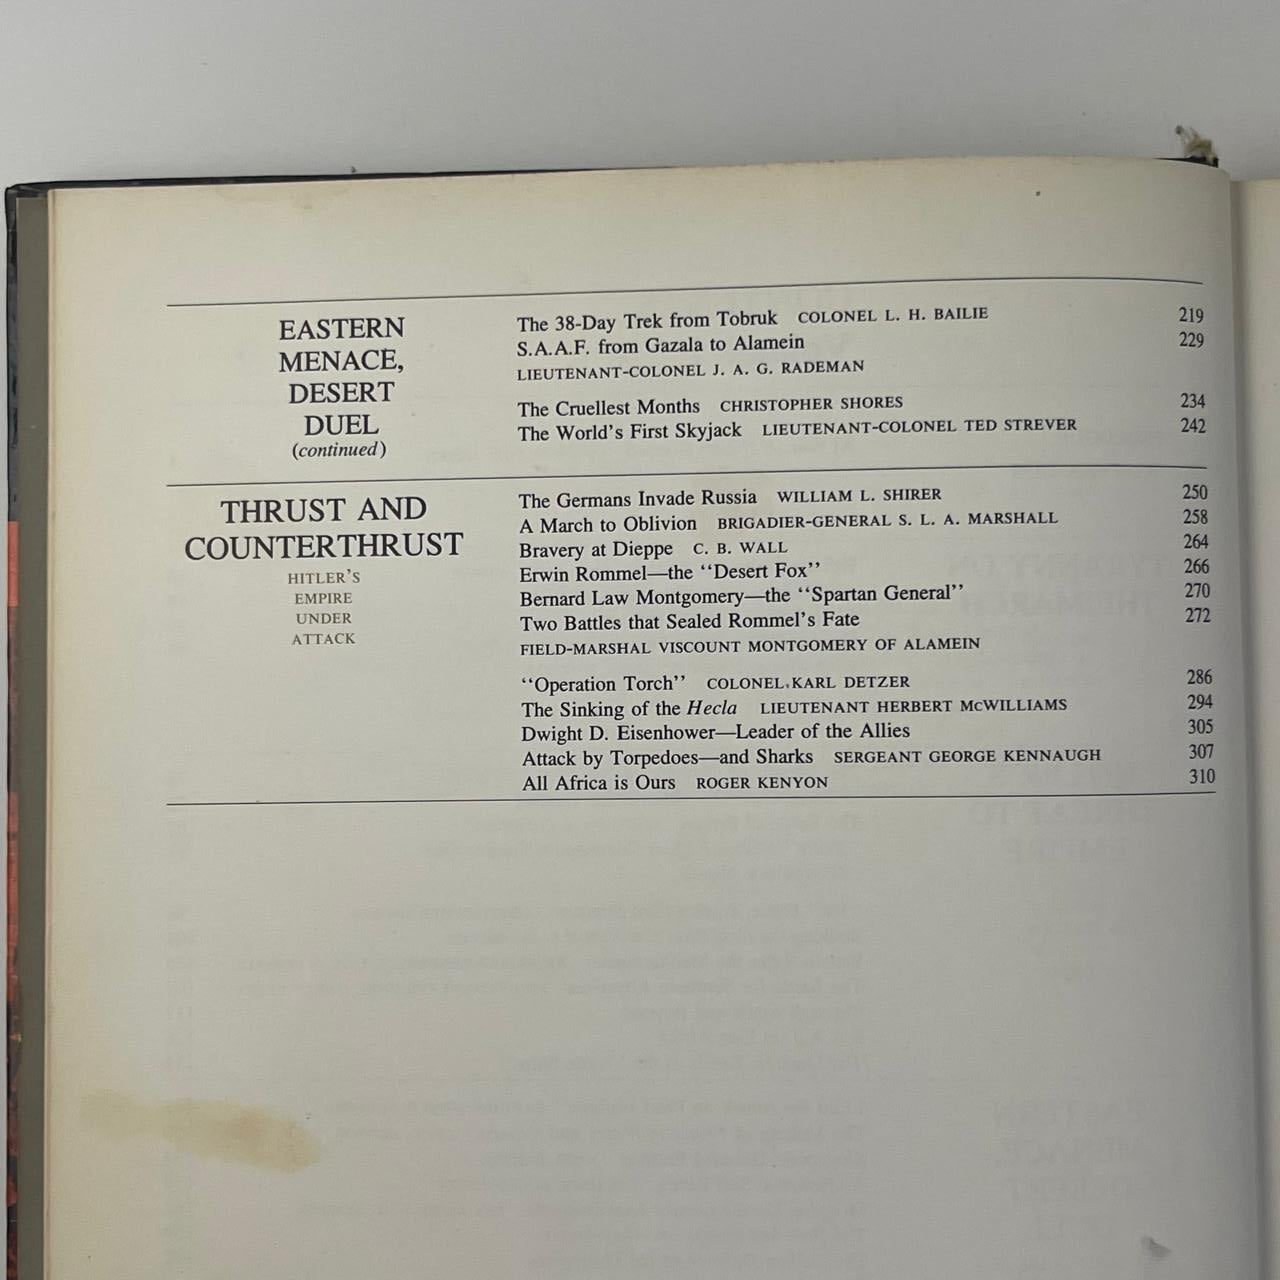 EASTERN
MENACE,
DESERT
DUEL
(continued)
The 38-Day Trek from Tobruk COLONEL L. H. BAILIE 219
S.A.A.F. from Gazala to Alamein 229
LIEUTENANT-COLONEL J. A. G. RADEMAN
The Cruellest Months CHRISTOPHER SHORES 234
The World's First Skyjack LIEUTENANT-COLONEL TED STREVER 242
THRUST AND
COUNTERTHRUST
HITLER'S
EMPIRE
UNDER
ATTACK
The Germans Invade Russia WILLIAM L. SHIRER 250
A March to Oblivion BRIGADIER-GENERAL S. L. A. MARSHALL 258
Bravery at Dieppe C. B. WALL 264
Erwin Rommel—the “Desert Fox” 266
Bernard Law Montgomery—the “Spartan General” 270
Two Battles that Sealed Rommel's Fate 272
FIELD-MARSHAL VISCOUNT MONTGOMERY OF ALAMEIN
“Operation Torch” COLONEL KARL DETZER 286
The Sinking of the Hecla LIEUTENANT HERBERT McWILLIAMS 294
Dwight D. Eisenhower—Leader of the Allies 305
Attack by Torpedoes—and Sharks SERGEANT GEORGE KENNAUGH 307
All Africa is Ours ROGER KENYON 310